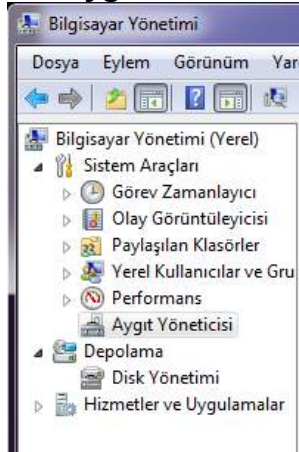 Bilgisayar Yönetimi
Dosya Eylem Görünüm Yar
Bilgisayar Yönetimi (Yerel)
Sistem Araçları
Görev Zamanlayıcı
Olay Görüntüleyicisi
Paylaşılan Klasörler
Yerel Kullanıcılar ve Gru
Performans
Aygıt Yöneticisi
Depolama
Disk Yönetimi
Hizmetler ve Uygulamalar